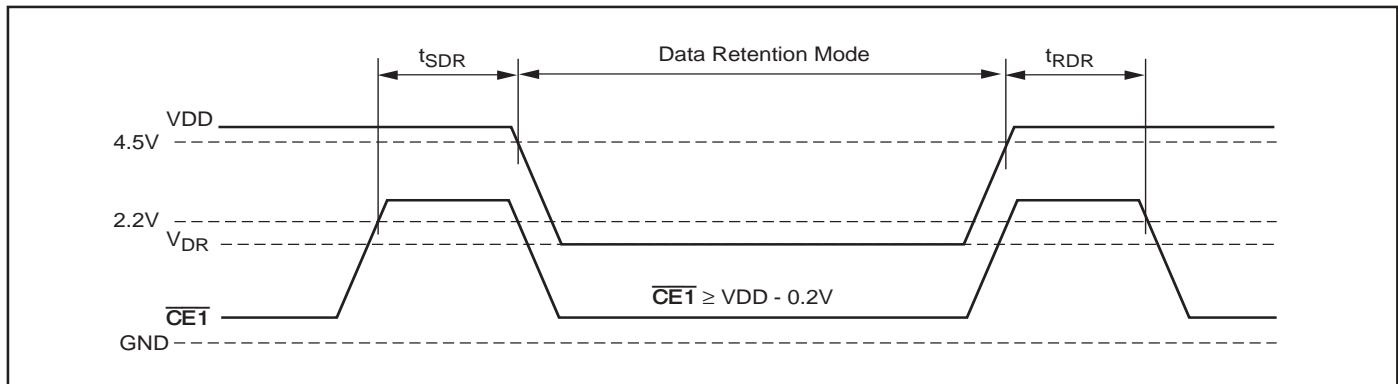 tSDR Data Retention Mode tRDR
VDD
4.5V
2.2V
VDR
CE1 ≥ VDD - 0.2V
CE1
GND